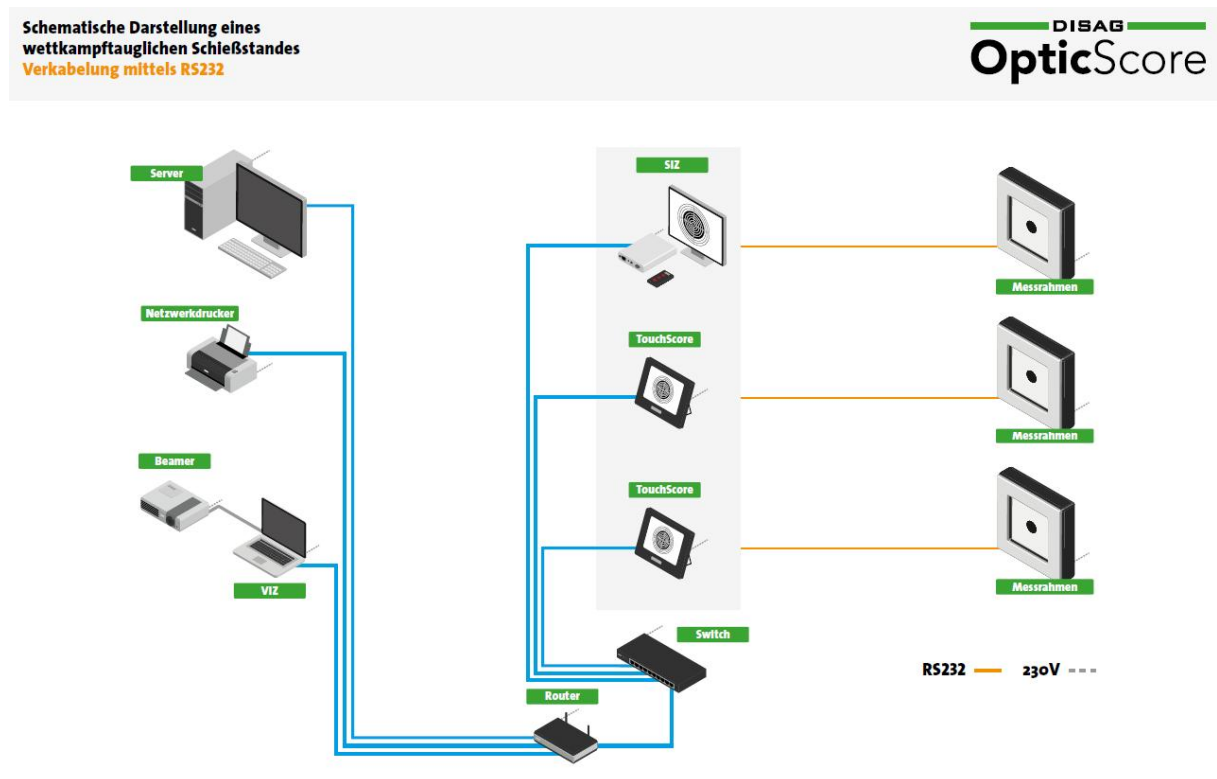 Schematische Darstellung eines
wettkampftauglichen Schießstandes
Verkabelung mittels RS232
DISAG
OpticScore
Server
SIZ
Messrahmen
Netzwerkdrucker
TouchScore
Messrahmen
Beamer
TouchScore
VIZ
Messrahmen
Switch
RS232
230V
Router